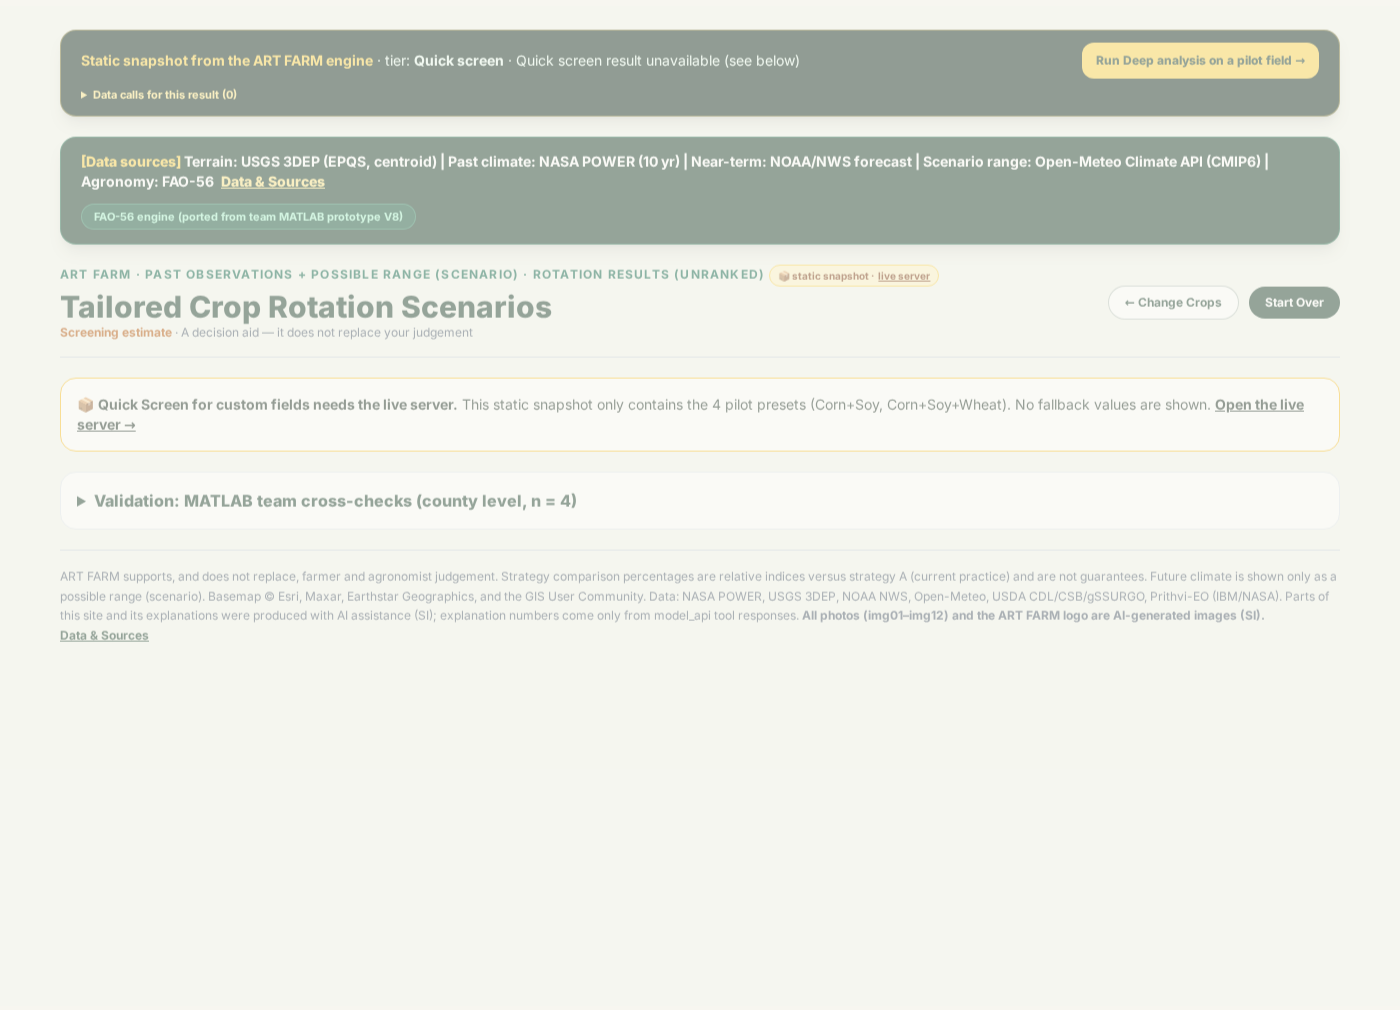 Static snapshot from the ART FARM engine · tier: Quick screen · Quick screen result unavailable (see below)
Run Deep analysis on a pilot field →
▶ Data calls for this result (0)
[Data sources] Terrain: USGS 3DEP (EPQS, centroid) | Past climate: NASA POWER (10 yr) | Near-term: NOAA/NWS forecast | Scenario range: Open-Meteo Climate API (CMIP6) |
Agronomy: FAO-56 Data & Sources
FAO-56 engine (ported from team MATLAB prototype V8)
ART FARM · PAST OBSERVATIONS + POSSIBLE RANGE (SCENARIO) · ROTATION RESULTS (UNRANKED)
📦 static snapshot · live server
Tailored Crop Rotation Scenarios
← Change Crops
Start Over
Screening estimate · A decision aid — it does not replace your judgement
📦 Quick Screen for custom fields needs the live server. This static snapshot only contains the 4 pilot presets (Corn+Soy, Corn+Soy+Wheat). No fallback values are shown. Open the live
server →
▶ Validation: MATLAB team cross-checks (county level, n = 4)
ART FARM supports, and does not replace, farmer and agronomist judgement. Strategy comparison percentages are relative indices versus strategy A (current practice) and are not guarantees. Future climate is shown only as a
possible range (scenario). Basemap © Esri, Maxar, Earthstar Geographics, and the GIS User Community. Data: NASA POWER, USGS 3DEP, NOAA NWS, Open-Meteo, USDA CDL/CSB/gSSURGO, Prithvi-EO (IBM/NASA). Parts of
this site and its explanations were produced with AI assistance (SI); explanation numbers come only from model_api tool responses. All photos (img01–img12) and the ART FARM logo are AI-generated images (SI).
Data & Sources